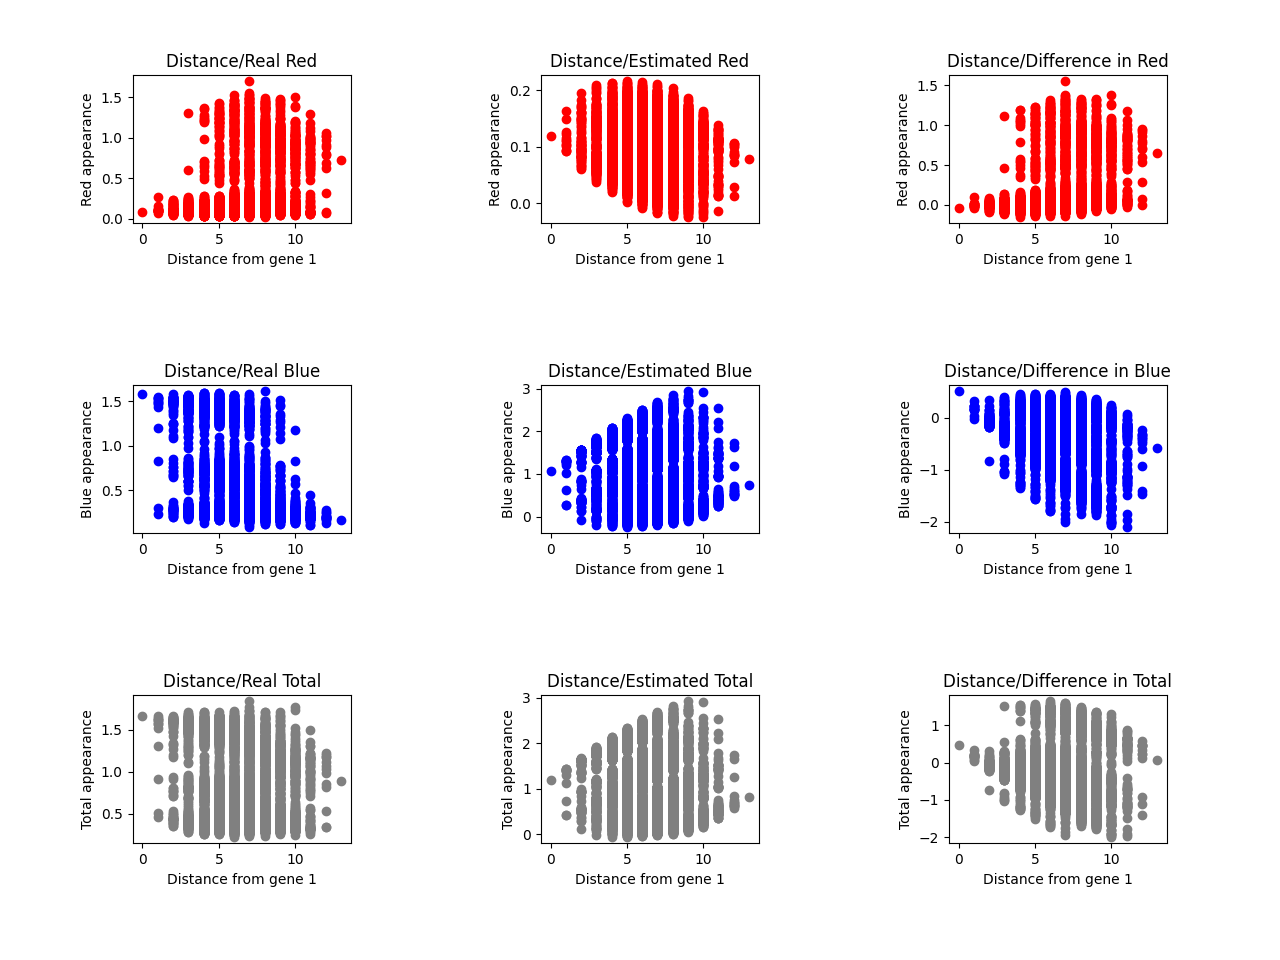 Distance/Real Red
Red appearance
1.5
1.0
0.5
0.0
0 5 10
Distance from gene 1
Distance/Estimated Red
Red appearance
0.2
0.1
0.0
0 5 10
Distance from gene 1
Distance/Difference in Red
Red appearance
1.5
1.0
0.5
0.0
0 5 10
Distance from gene 1
Distance/Real Blue
Blue appearance
1.5
1.0
0.5
0 5 10
Distance from gene 1
Distance/Estimated Blue
Blue appearance
3
2
1
0
0 5 10
Distance from gene 1
Distance/Difference in Blue
Blue appearance
0
−1
−2
0 5 10
Distance from gene 1
Distance/Real Total
Total appearance
1.5
1.0
0.5
0 5 10
Distance from gene 1
Distance/Estimated Total
Total appearance
3
2
1
0
0 5 10
Distance from gene 1
Distance/Difference in Total
Total appearance
1
0
−1
−2
0 5 10
Distance from gene 1